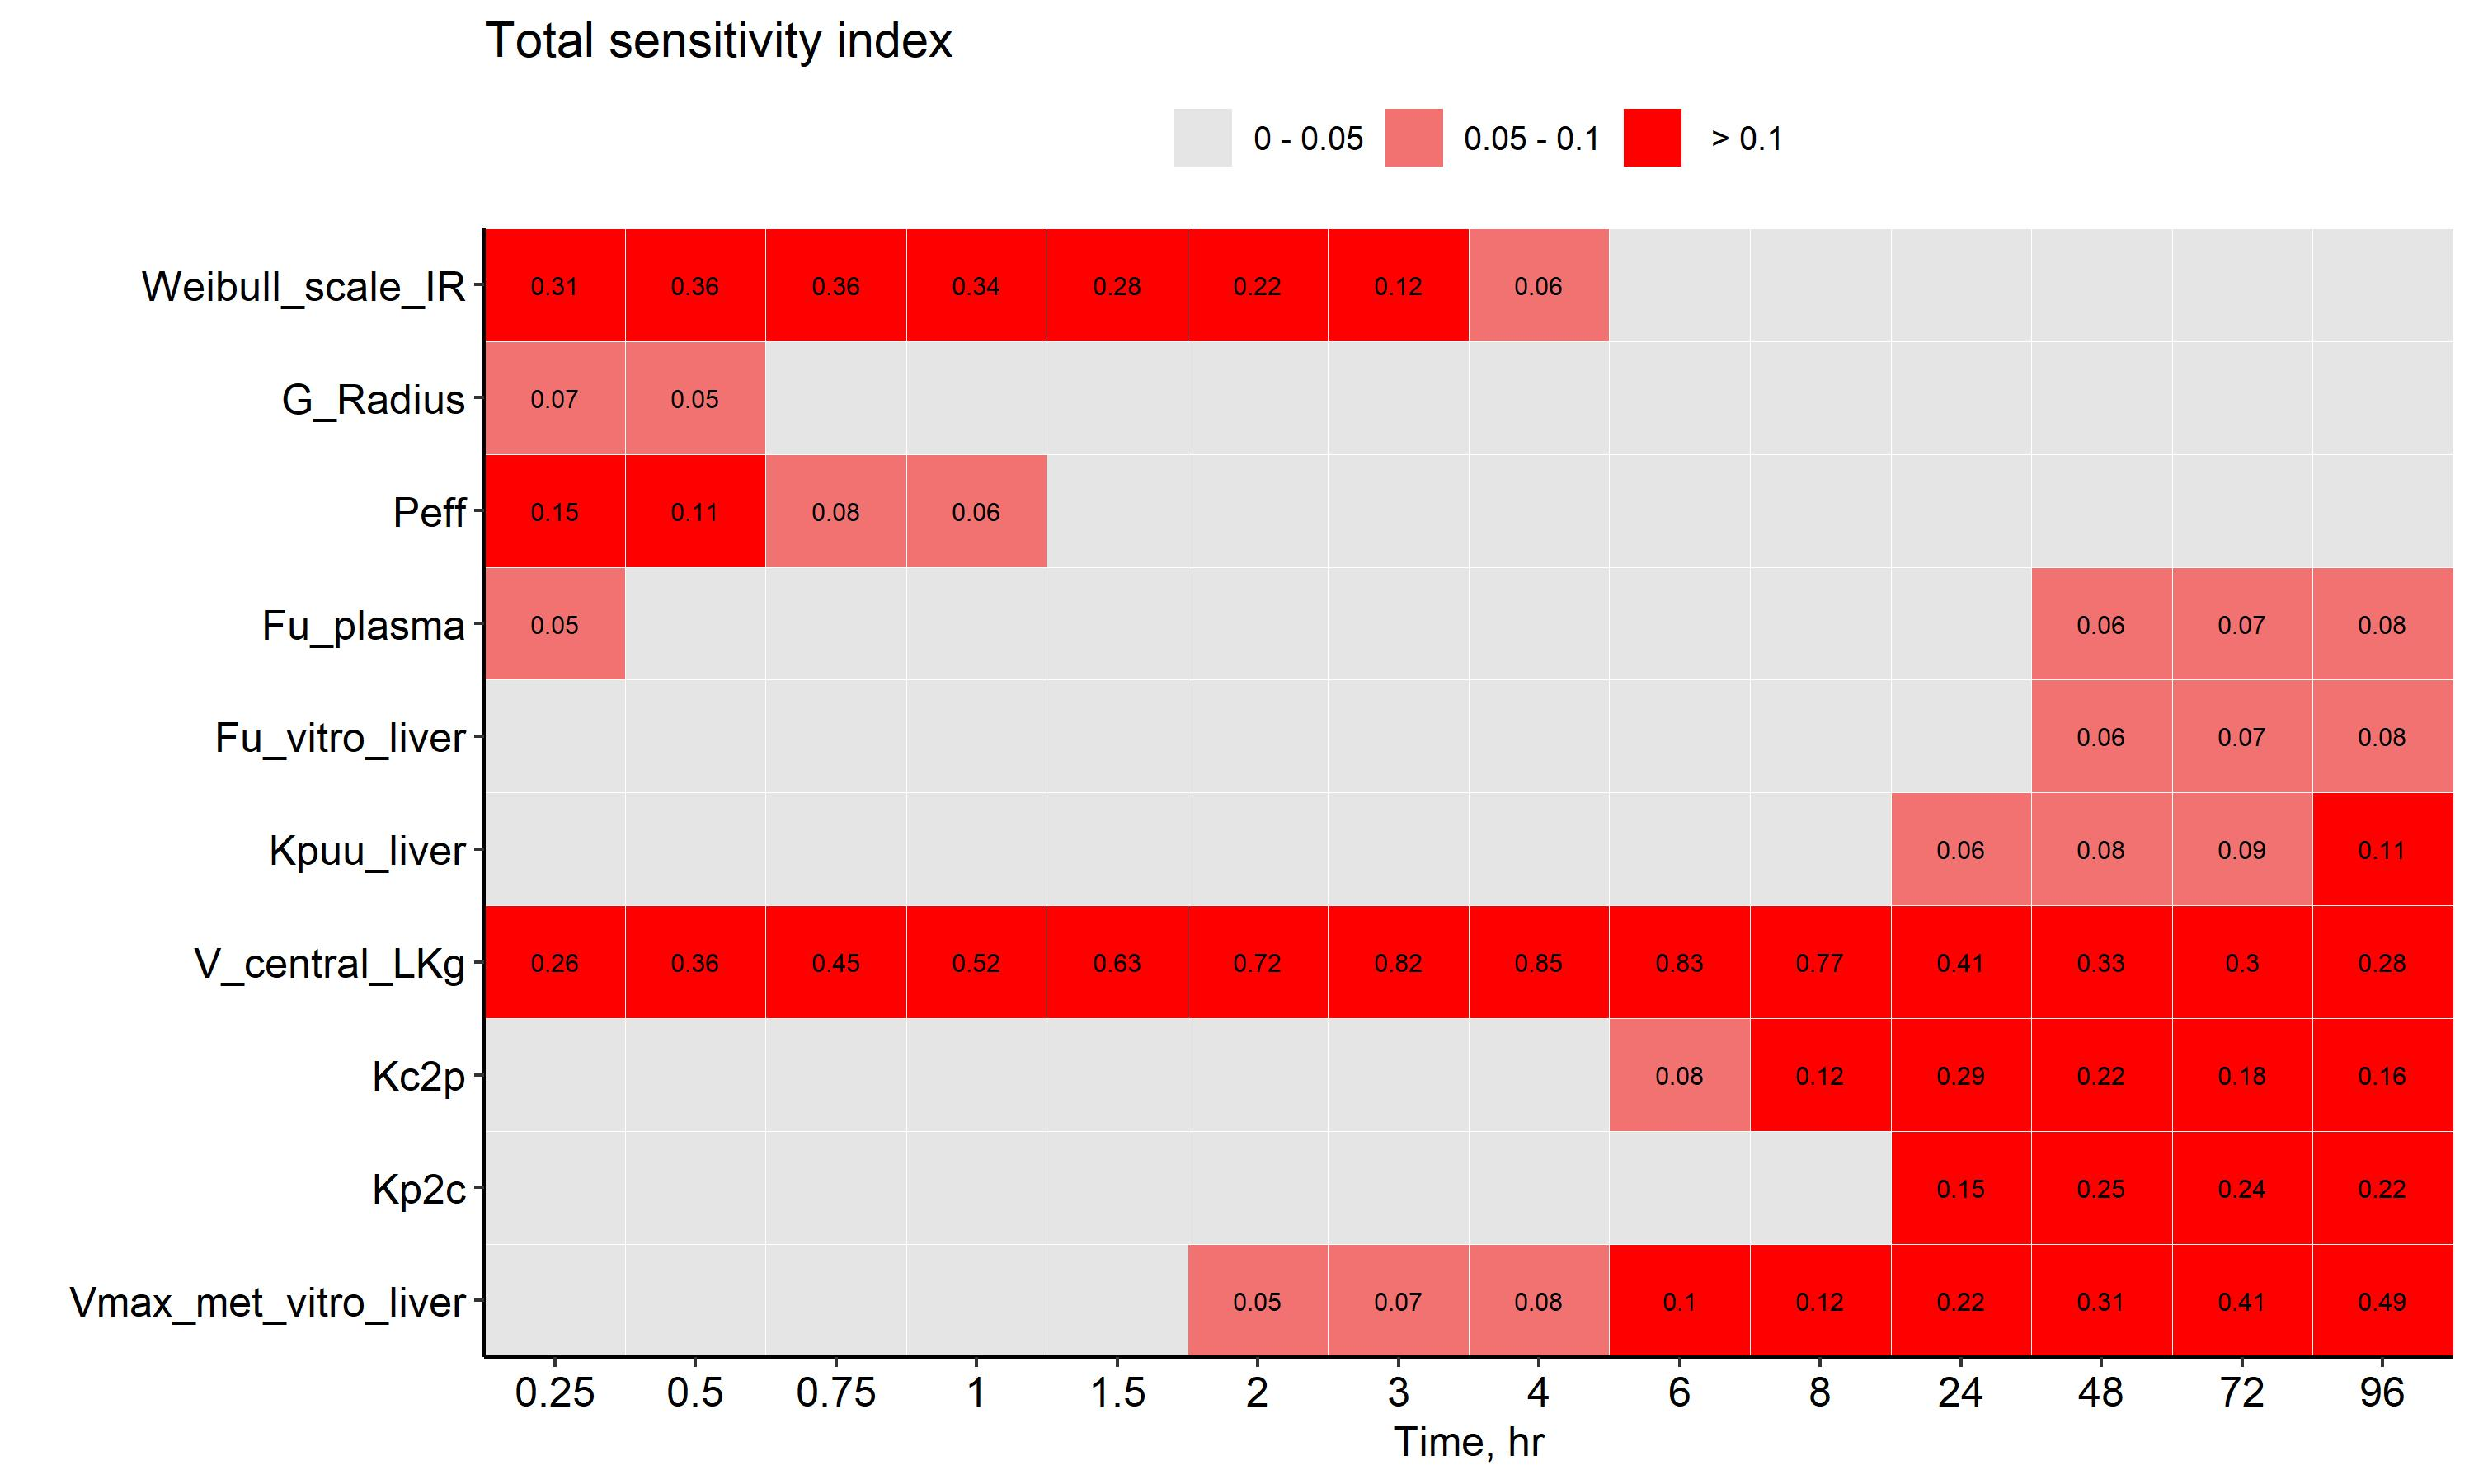 Total sensitivity index
0 - 0.05 0.05 - 0.1 > 0.1
Weibull_scale_IR 0.31 0.36 0.36 0.34 0.28 0.22 0.12 0.06
G_Radius 0.07 0.05
Peff 0.15 0.11 0.08 0.06
Fu_plasma 0.05 0.06 0.07 0.08
Fu_vitro_liver 0.06 0.07 0.08
Kpuu_liver 0.06 0.08 0.09 0.11
V_central_LKg 0.26 0.36 0.45 0.52 0.63 0.72 0.82 0.85 0.83 0.77 0.41 0.33 0.3 0.28
Kc2p 0.08 0.12 0.29 0.22 0.18 0.16
Kp2c 0.15 0.25 0.24 0.22
Vmax_met_vitro_liver 0.05 0.07 0.08 0.1 0.12 0.22 0.31 0.41 0.49
0.25 0.5 0.75 1 1.5 2 3 4 6 8 24 48 72 96
Time, hr